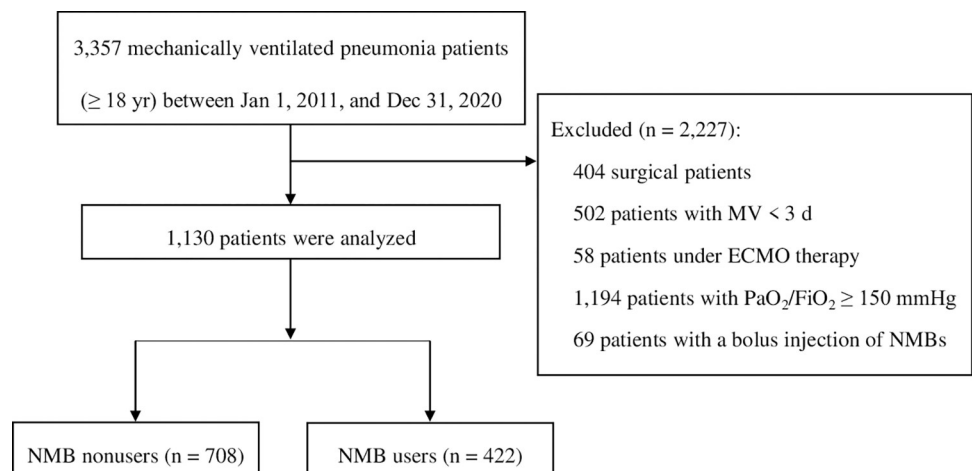 3,357 mechanically ventilated pneumonia patients
(≥ 18 yr) between Jan 1, 2011, and Dec 31, 2020
Excluded (n = 2,227):
404 surgical patients
502 patients with MV < 3 d
58 patients under ECMO therapy
1,194 patients with PaO₂/FiO₂ ≥ 150 mmHg
69 patients with a bolus injection of NMBs
1,130 patients were analyzed
NMB nonusers (n = 708)
NMB users (n = 422)